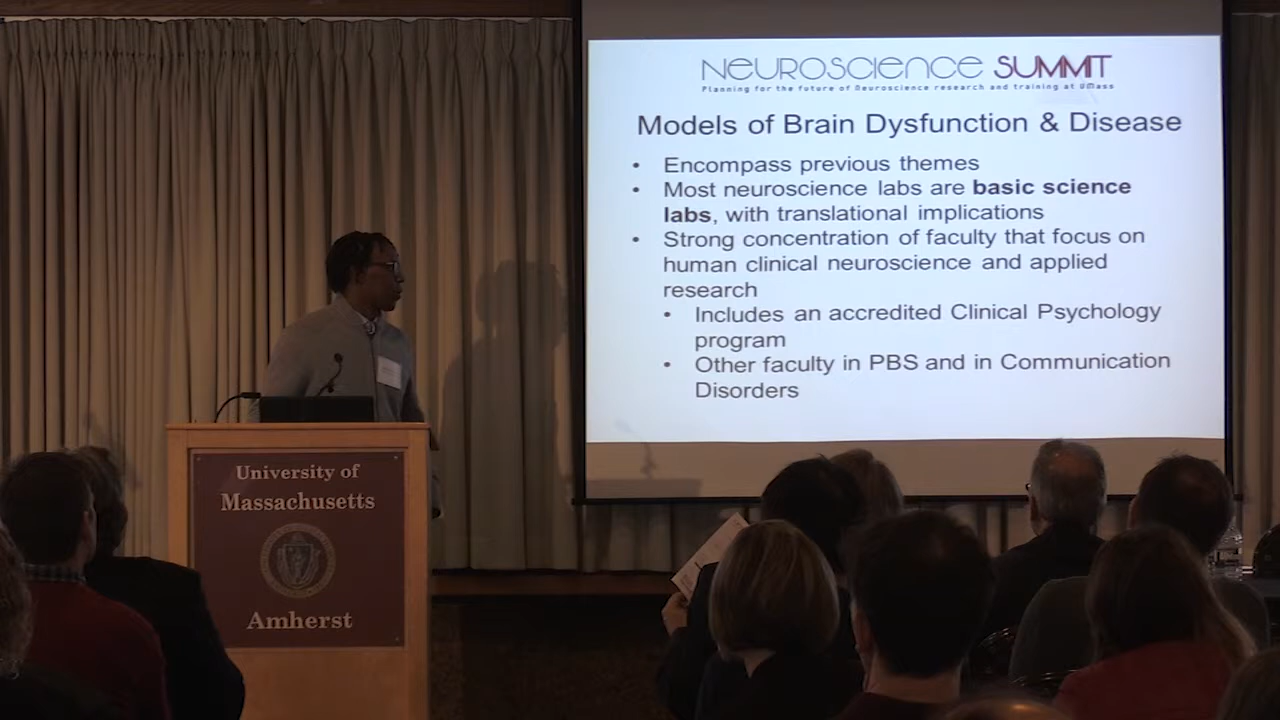 NEUROSCIENCE SUMMIT
Planning for the future of Neuroscience research and training at UMass
Models of Brain Dysfunction & Disease
• Encompass previous themes
• Most neuroscience labs are basic science
labs, with translational implications
• Strong concentration of faculty that focus on
human clinical neuroscience and applied
research
• Includes an accredited Clinical Psychology
program
• Other faculty in PBS and in Communication
Disorders
University of
Massachusetts
Amherst